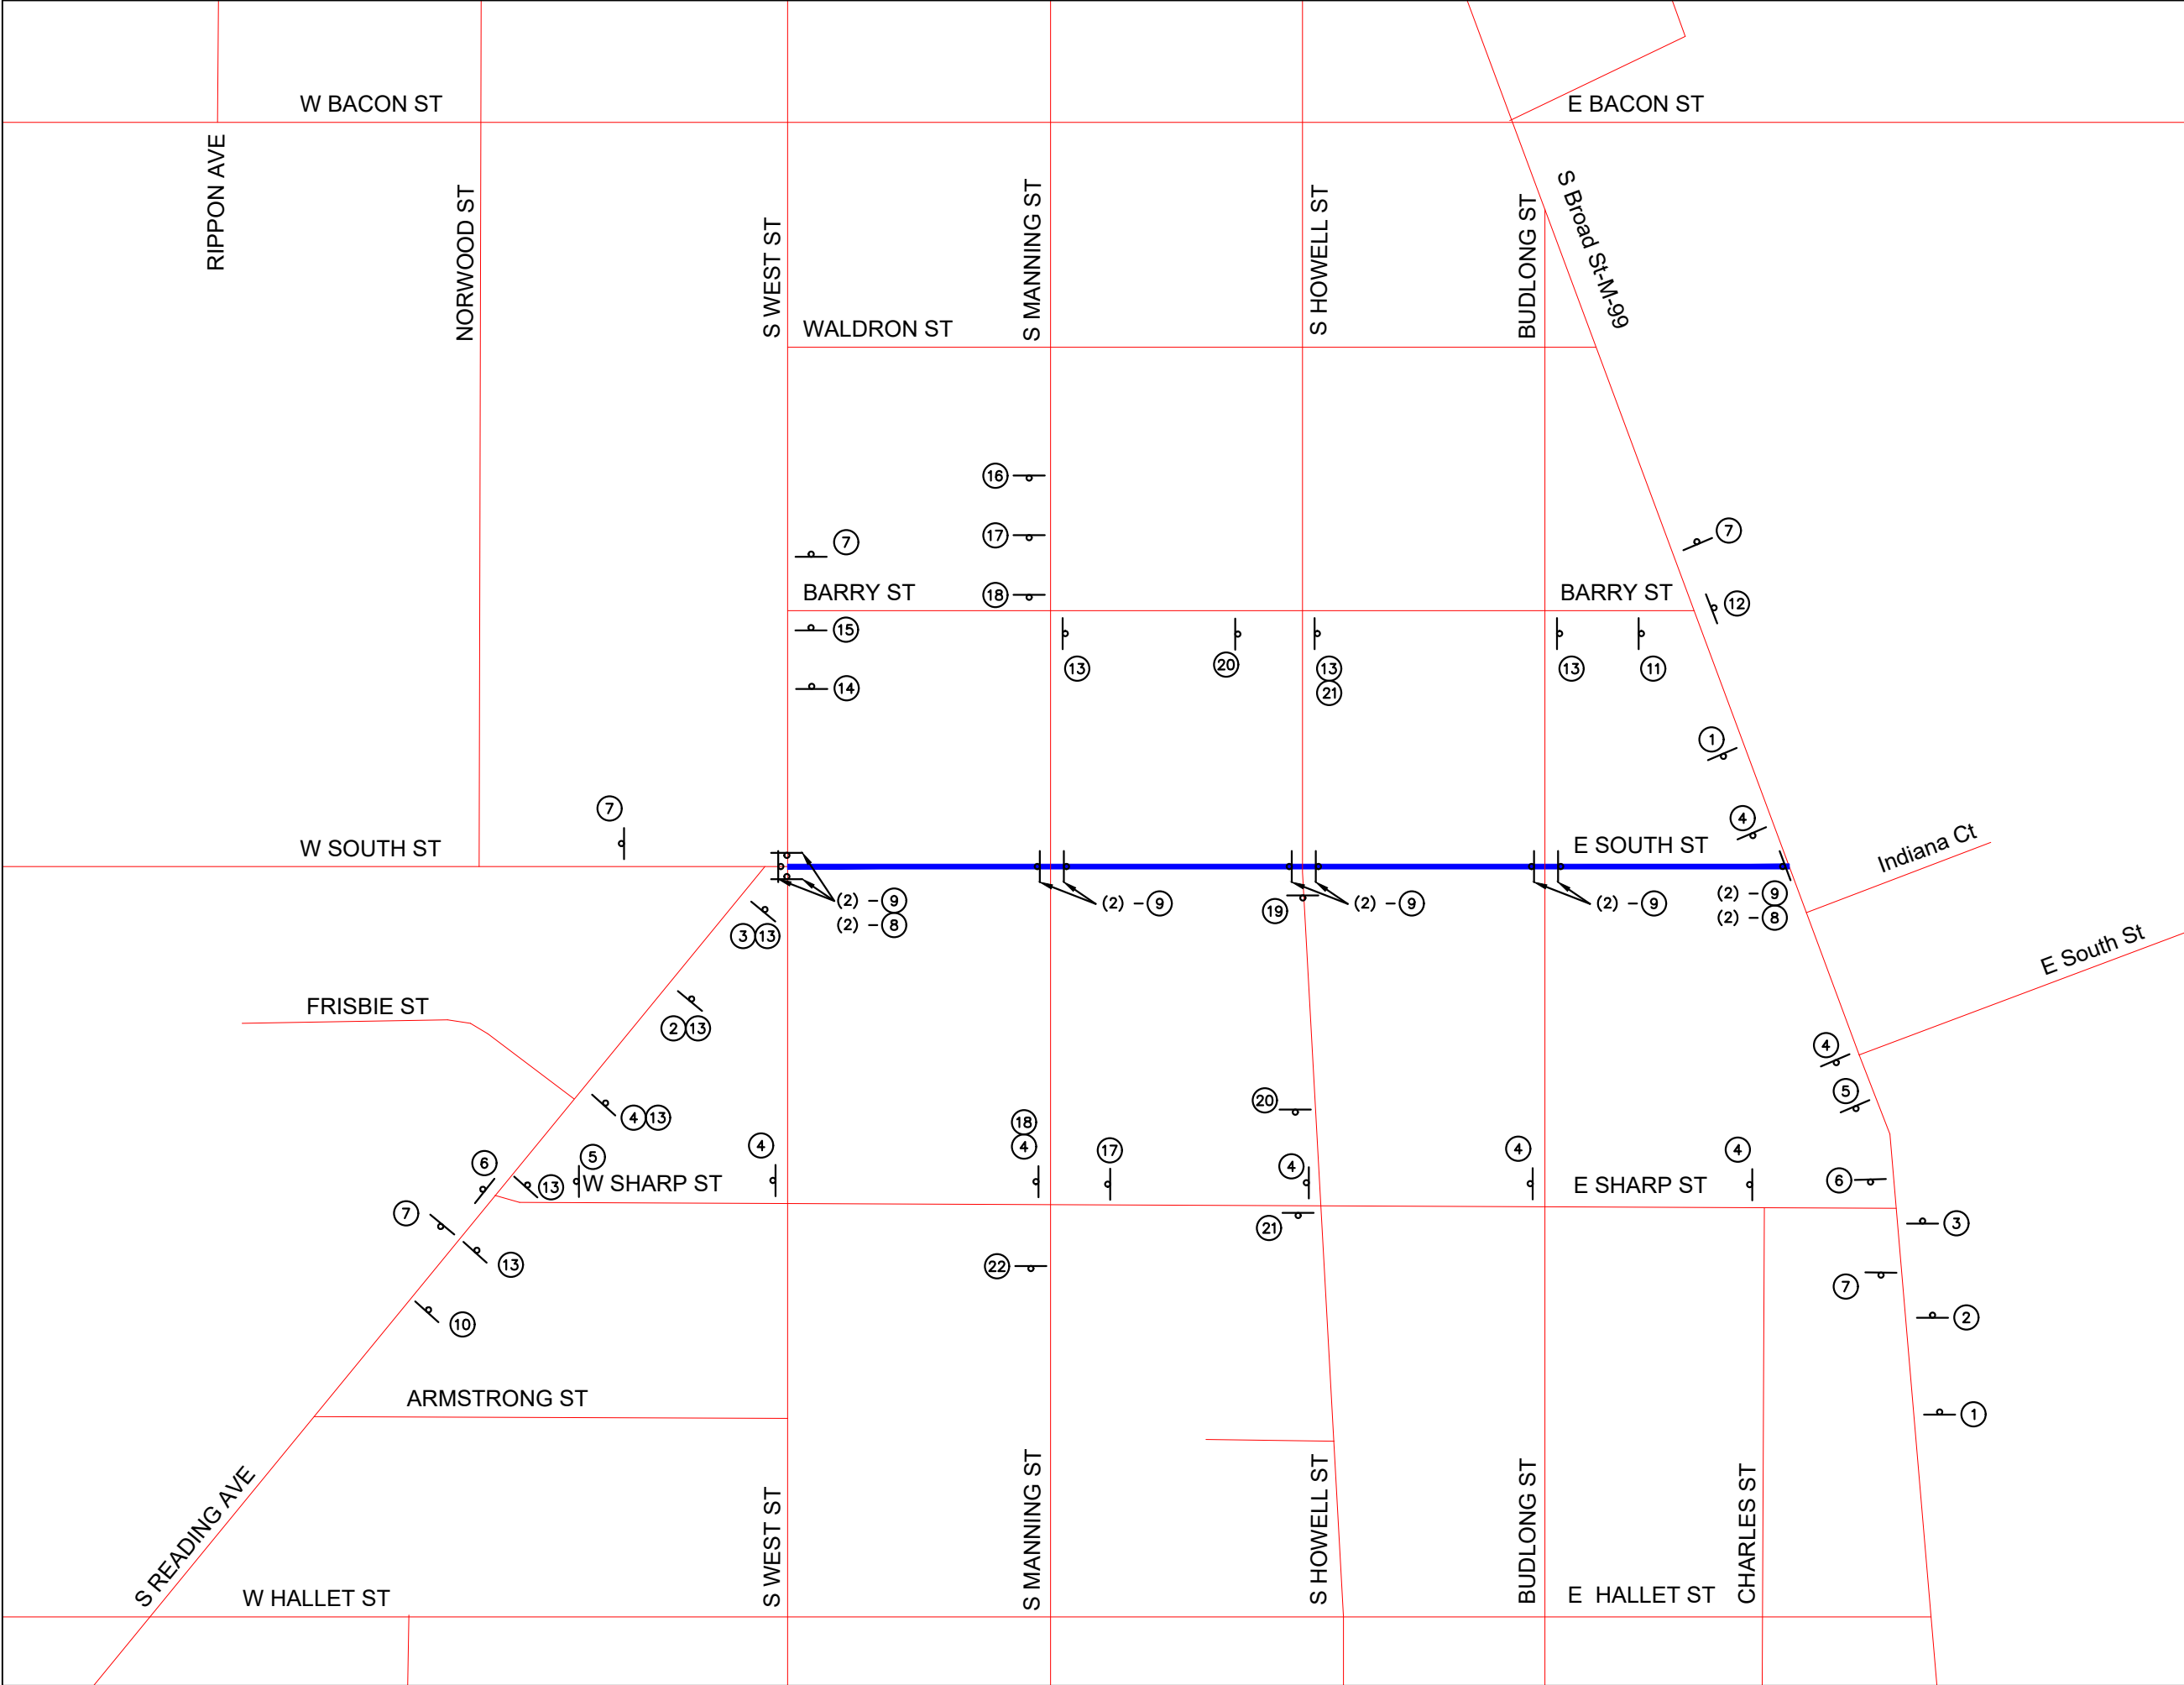 W BACON ST
E BACON ST
RIPPON AVE
NORWOOD ST
S WEST ST
S MANNING ST
S HOWELL ST
BUDLONG ST
S Broad St-M-99
WALDRON ST
16
17
7
7
18
BARRY ST
BARRY ST
12
15
13
20
13
21
13
11
14
1
7
4
W SOUTH ST
E SOUTH ST
Indiana Ct
(2) - 9
(2) - 8
(2) - 9
19
(2) - 9
(2) - 9
(2) - 9
(2) - 8
3 13
E South St
FRISBIE ST
2 13
4
5
4 13
20
18
4
17
4
4
4
4
6
5
13
W SHARP ST
E SHARP ST
6
7
21
3
13
22
7
10
2
ARMSTRONG ST
1
S READING AVE
S WEST ST
S MANNING ST
S HOWELL ST
BUDLONG ST
CHARLES ST
W HALLET ST
E HALLET ST